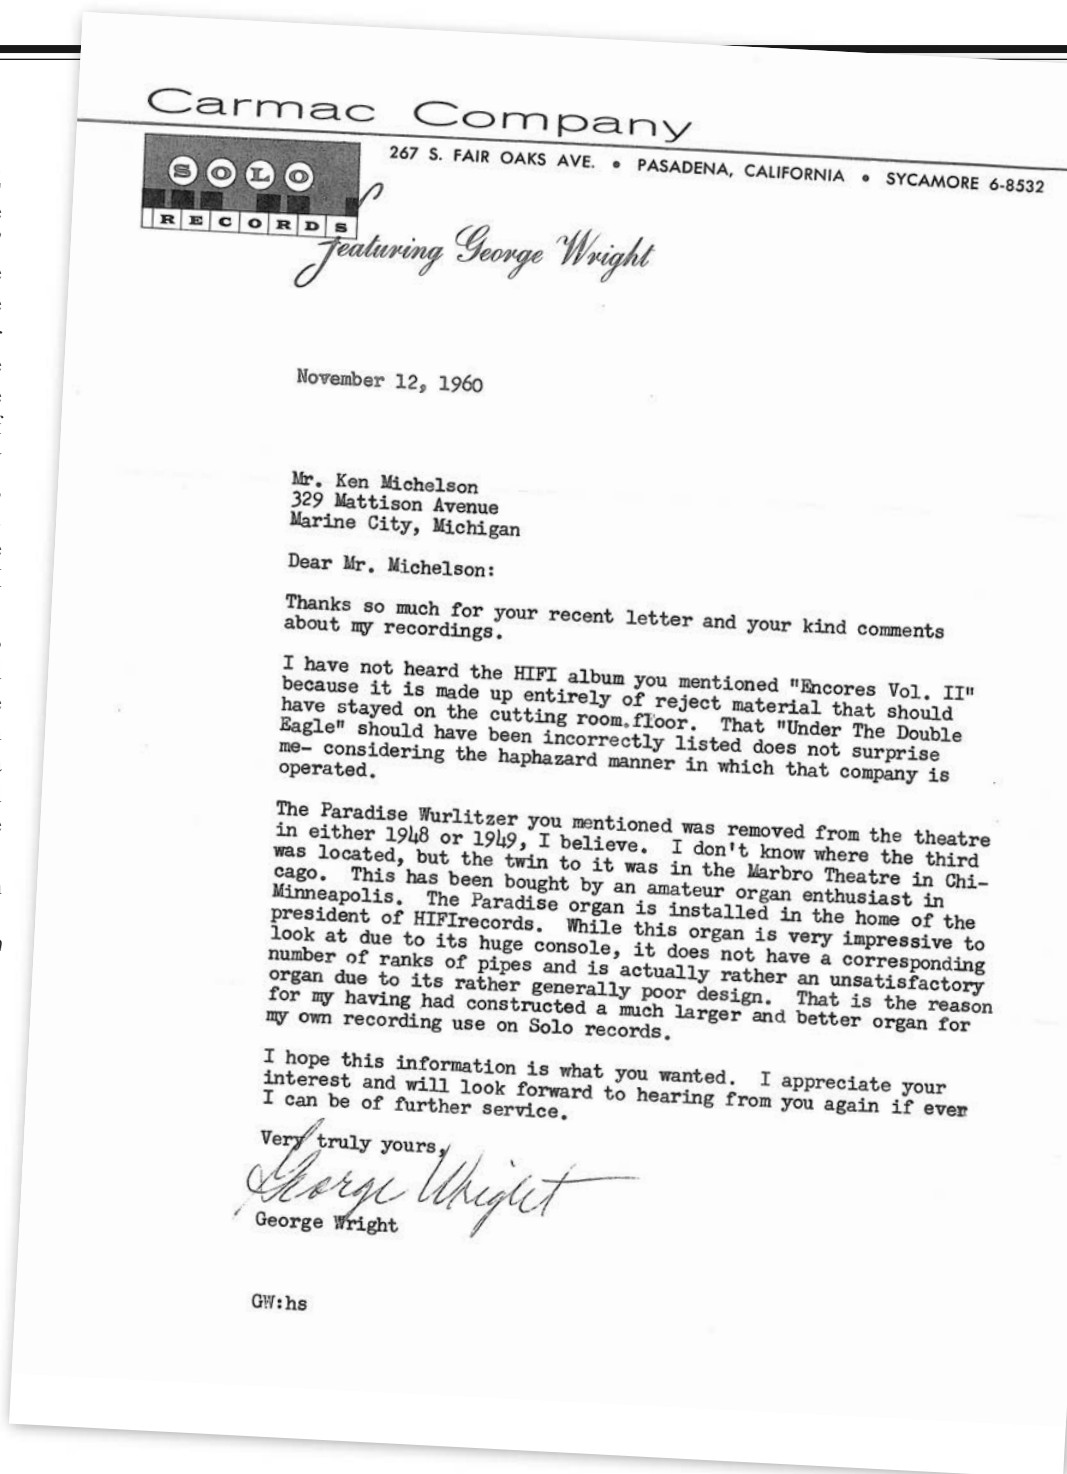 Carmac Company
267 S. FAIR OAKS AVE. • PASADENA, CALIFORNIA • SYCAMORE 6-8532
SOLO
RECORDS
featuring George Wright
November 12, 1960
Mr. Ken Michelson
329 Mattison Avenue
Marine City, Michigan
Dear Mr. Michelson:
Thanks so much for your recent letter and your kind comments
about my recordings.
I have not heard the HIFI album you mentioned "Encores Vol. II"
because it is made up entirely of reject material that should
have stayed on the cutting room.floor. That "Under The Double
Eagle" should have been incorrectly listed does not surprise
me- considering the haphazard manner in which that company is
operated.
The Paradise Wurlitzer you mentioned was removed from the theatre
in either 1948 or 1949, I believe. I don't know where the third
was located, but the twin to it was in the Marbro Theatre in Chi-
cago. This has been bought by an amateur organ enthusiast in
Minneapolis. The Paradise organ is installed in the home of the
president of HIFIrecords. While this organ is very impressive to
look at due to its huge console, it does not have a corresponding
number of ranks of pipes and is actually rather an unsatisfactory
organ due to its rather generally poor design. That is the reason
for my having had constructed a much larger and better organ for
my own recording use on Solo records.
I hope this information is what you wanted. I appreciate your
interest and will look forward to hearing from you again if ever
I can be of further service.
Very truly yours,
George Wright
George Wright
GW:hs